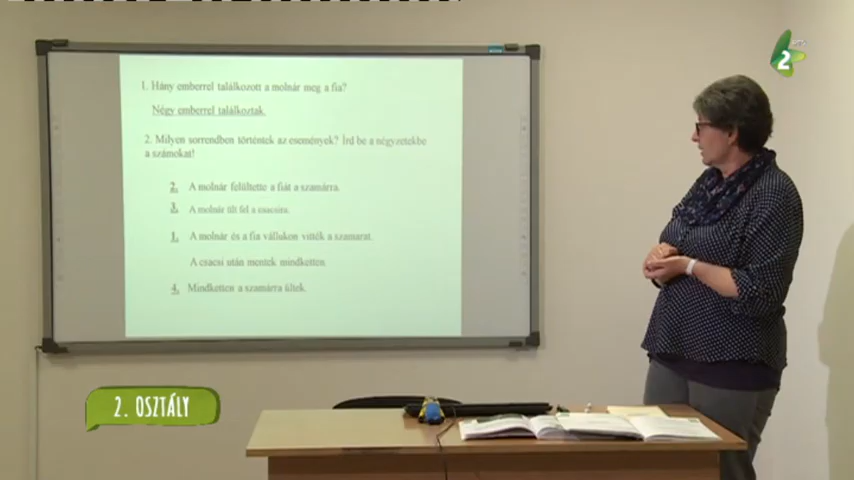 2
1. Hány emberrel találkozott a molnár meg a fia?
Négy emberrel találkoztak.
2. Milyen sorrendben történtek az események? Írd be a négyzetekbe
a számokat!
2. A molnár felültette a fiát a szamárra.
3. A molnár ült fel a
1. A molnár és a fia vállukon vitték a szamarat.
A csacsi után mentek mindketten.
4. Mindketten a szamárra ültek.
2. OSZTÁLY